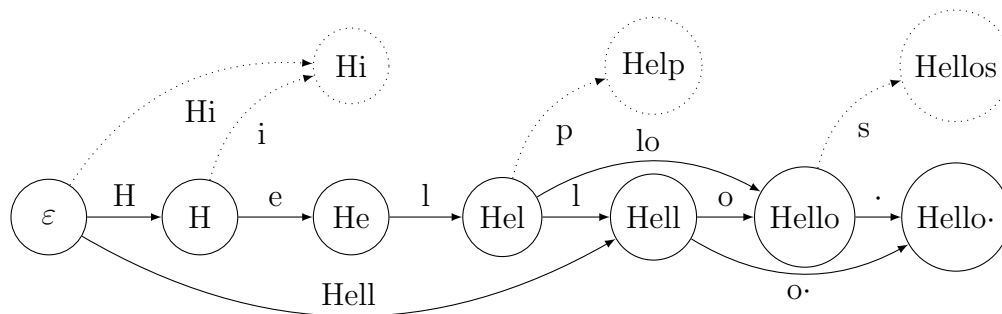 Hi Help Hellos
Hi i p lo s
H e l l o ·
ε H He Hel Hell Hello Hello·
Hell o·